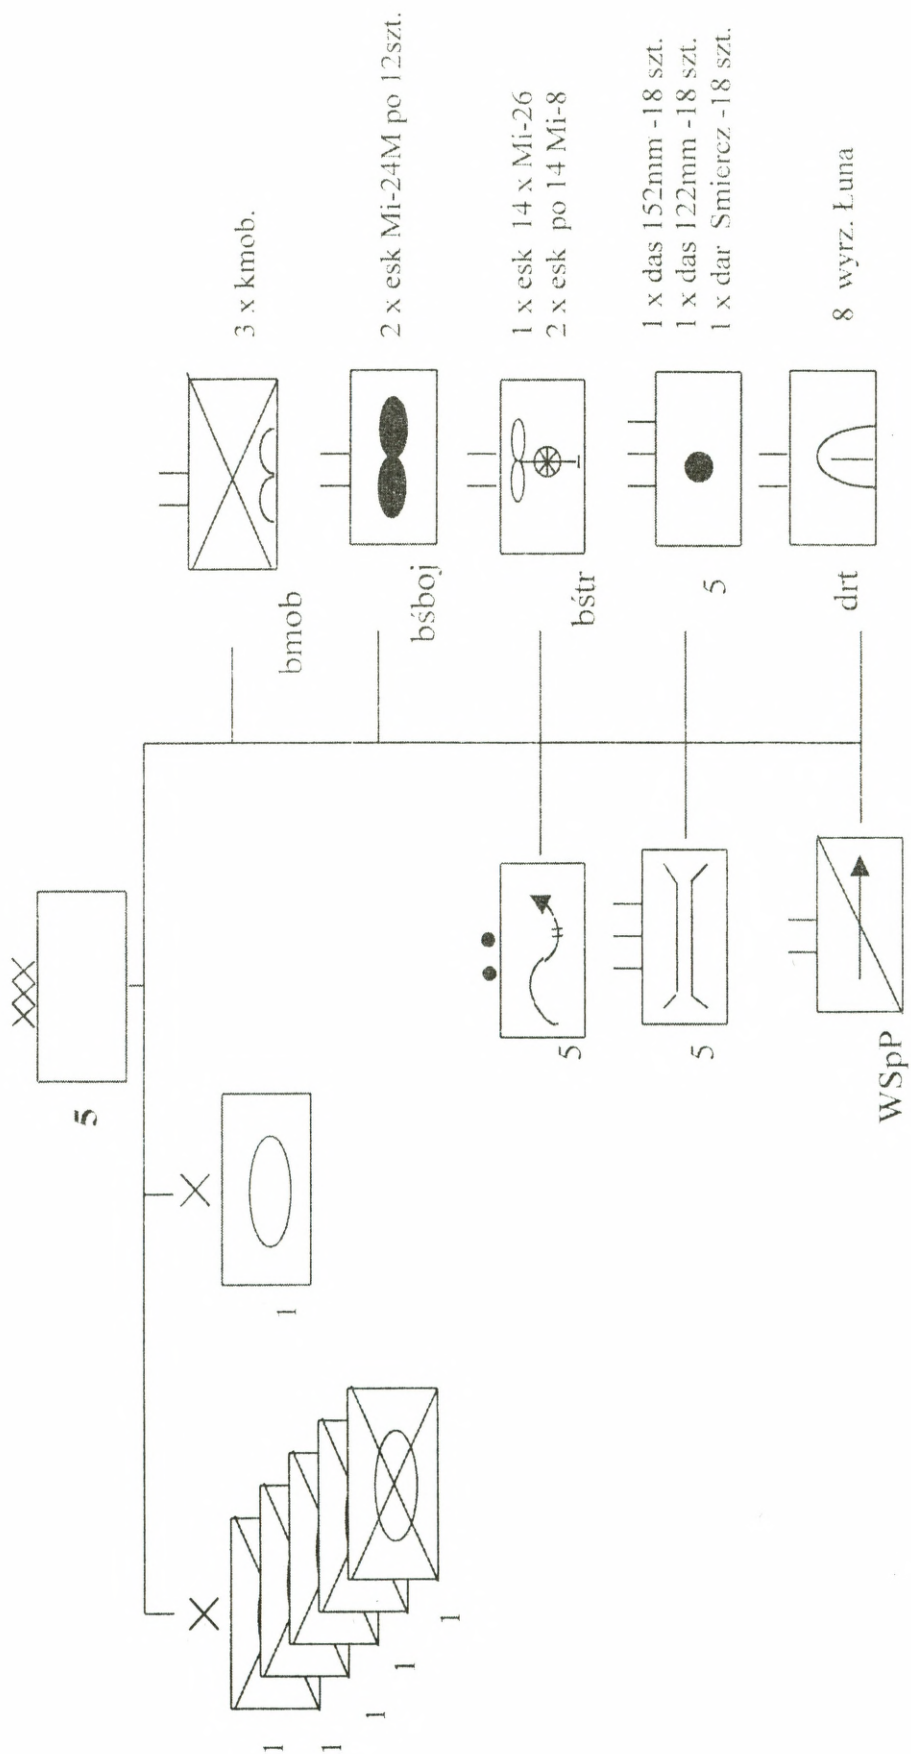 5
1
1
1
1
1
1
bmob
3 x kmob.
bśboj
2 x esk Mi-24M po 12szt.
bśtr
1 x esk 14 x Mi-26
2 x esk po 14 Mi-8
5
1 x das 152mm -18 szt.
1 x das 122mm -18 szt.
1 x dar Smiercz -18 szt.
drt
8 wyrz. Łuna
5
5
WSpP